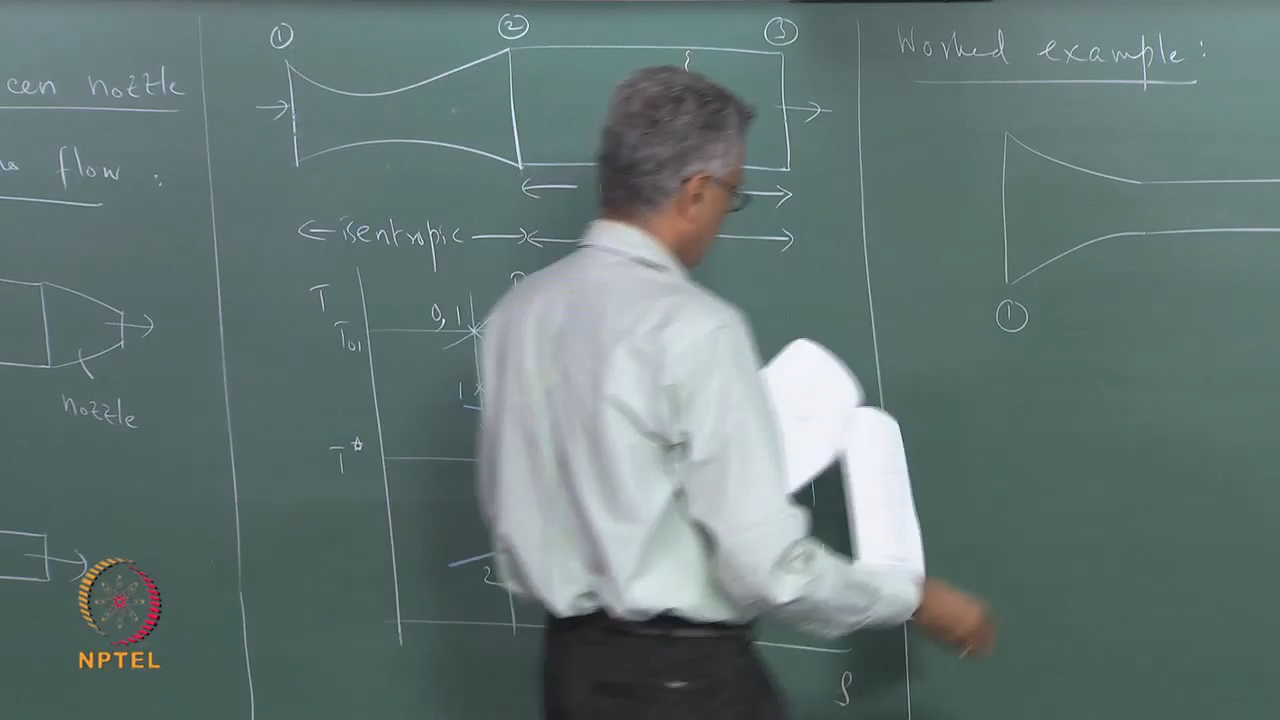 cen nozzle
flow :
nozzle
① ② ③
isentropic
T
0, 1
T01
1
T*
2
s
Worked example :
①
NPTEL